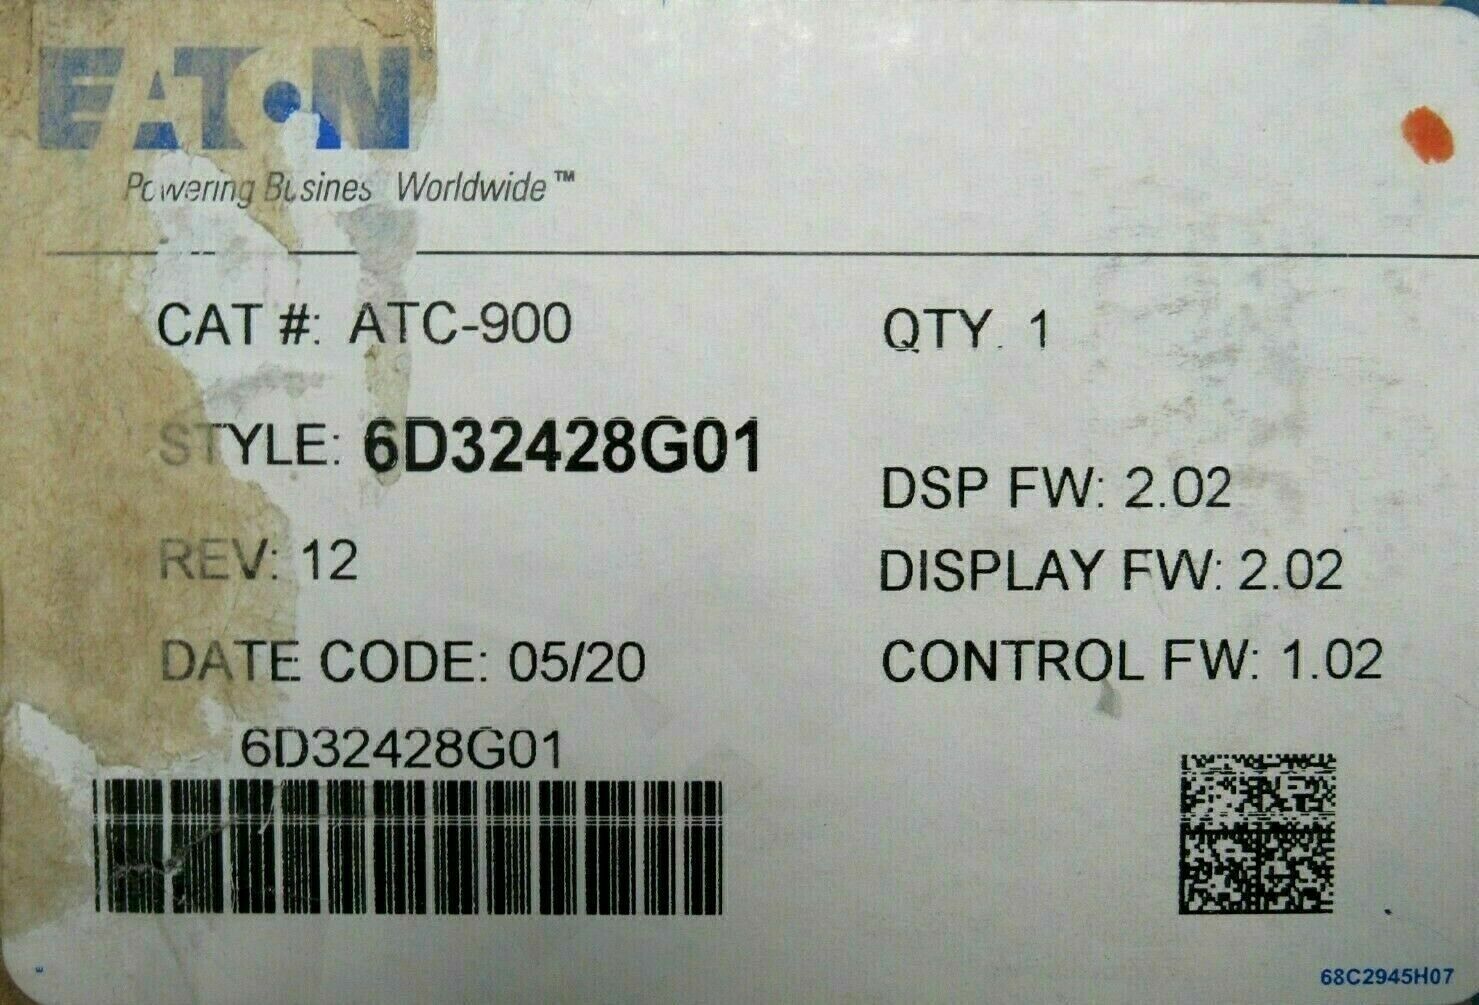 EATON
Powering Busines Worldwide™
CAT #: ATC-900
QTY. 1
STYLE: 6D32428G01
DSP FW: 2.02
REV: 12
DISPLAY FW: 2.02
DATE CODE: 05/20
CONTROL FW: 1.02
6D32428G01
E
68C2945H07